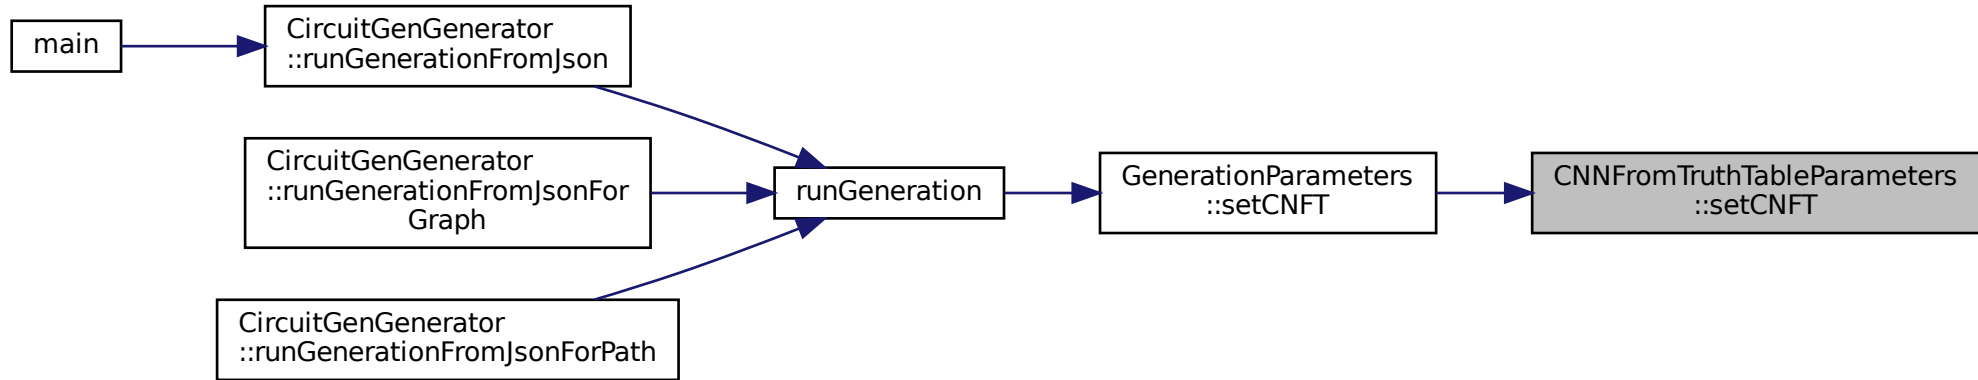 main
CircuitGenGenerator
::runGenerationFromJson
CircuitGenGenerator
::runGenerationFromJsonFor
Graph
CircuitGenGenerator
::runGenerationFromJsonForPath
runGeneration
GenerationParameters
::setCNFT
CNNFromTruthTableParameters
::setCNFT